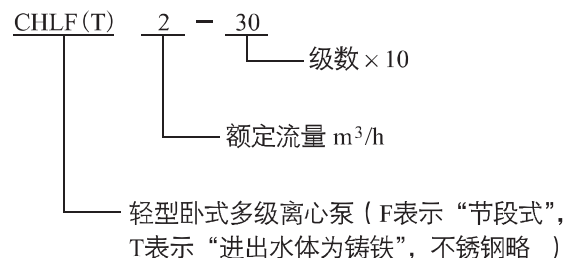 CHLF(T) 2 - 30
级数 × 10
额定流量 m³/h
轻型卧式多级离心泵（F表示“节段式”，
T表示“进出水体为铸铁”，不锈钢略）